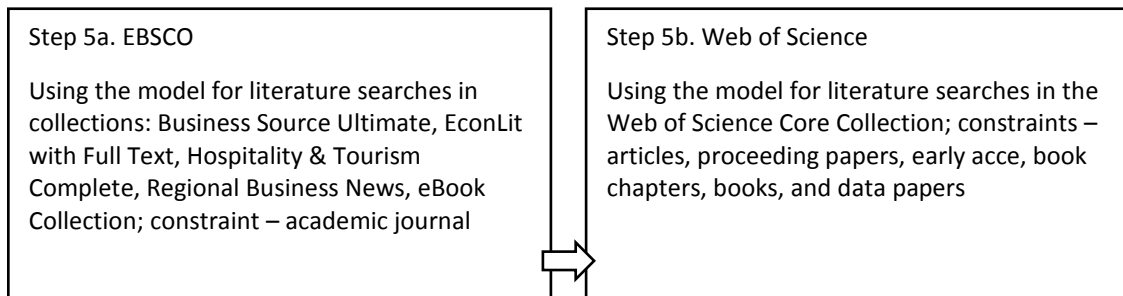 Step 5a. EBSCO
Using the model for literature searches in
collections: Business Source Ultimate, EconLit
with Full Text, Hospitality & Tourism
Complete, Regional Business News, eBook
Collection; constraint – academic journal
Step 5b. Web of Science
Using the model for literature searches in the
Web of Science Core Collection; constraints –
articles, proceeding papers, early acce, book
chapters, books, and data papers